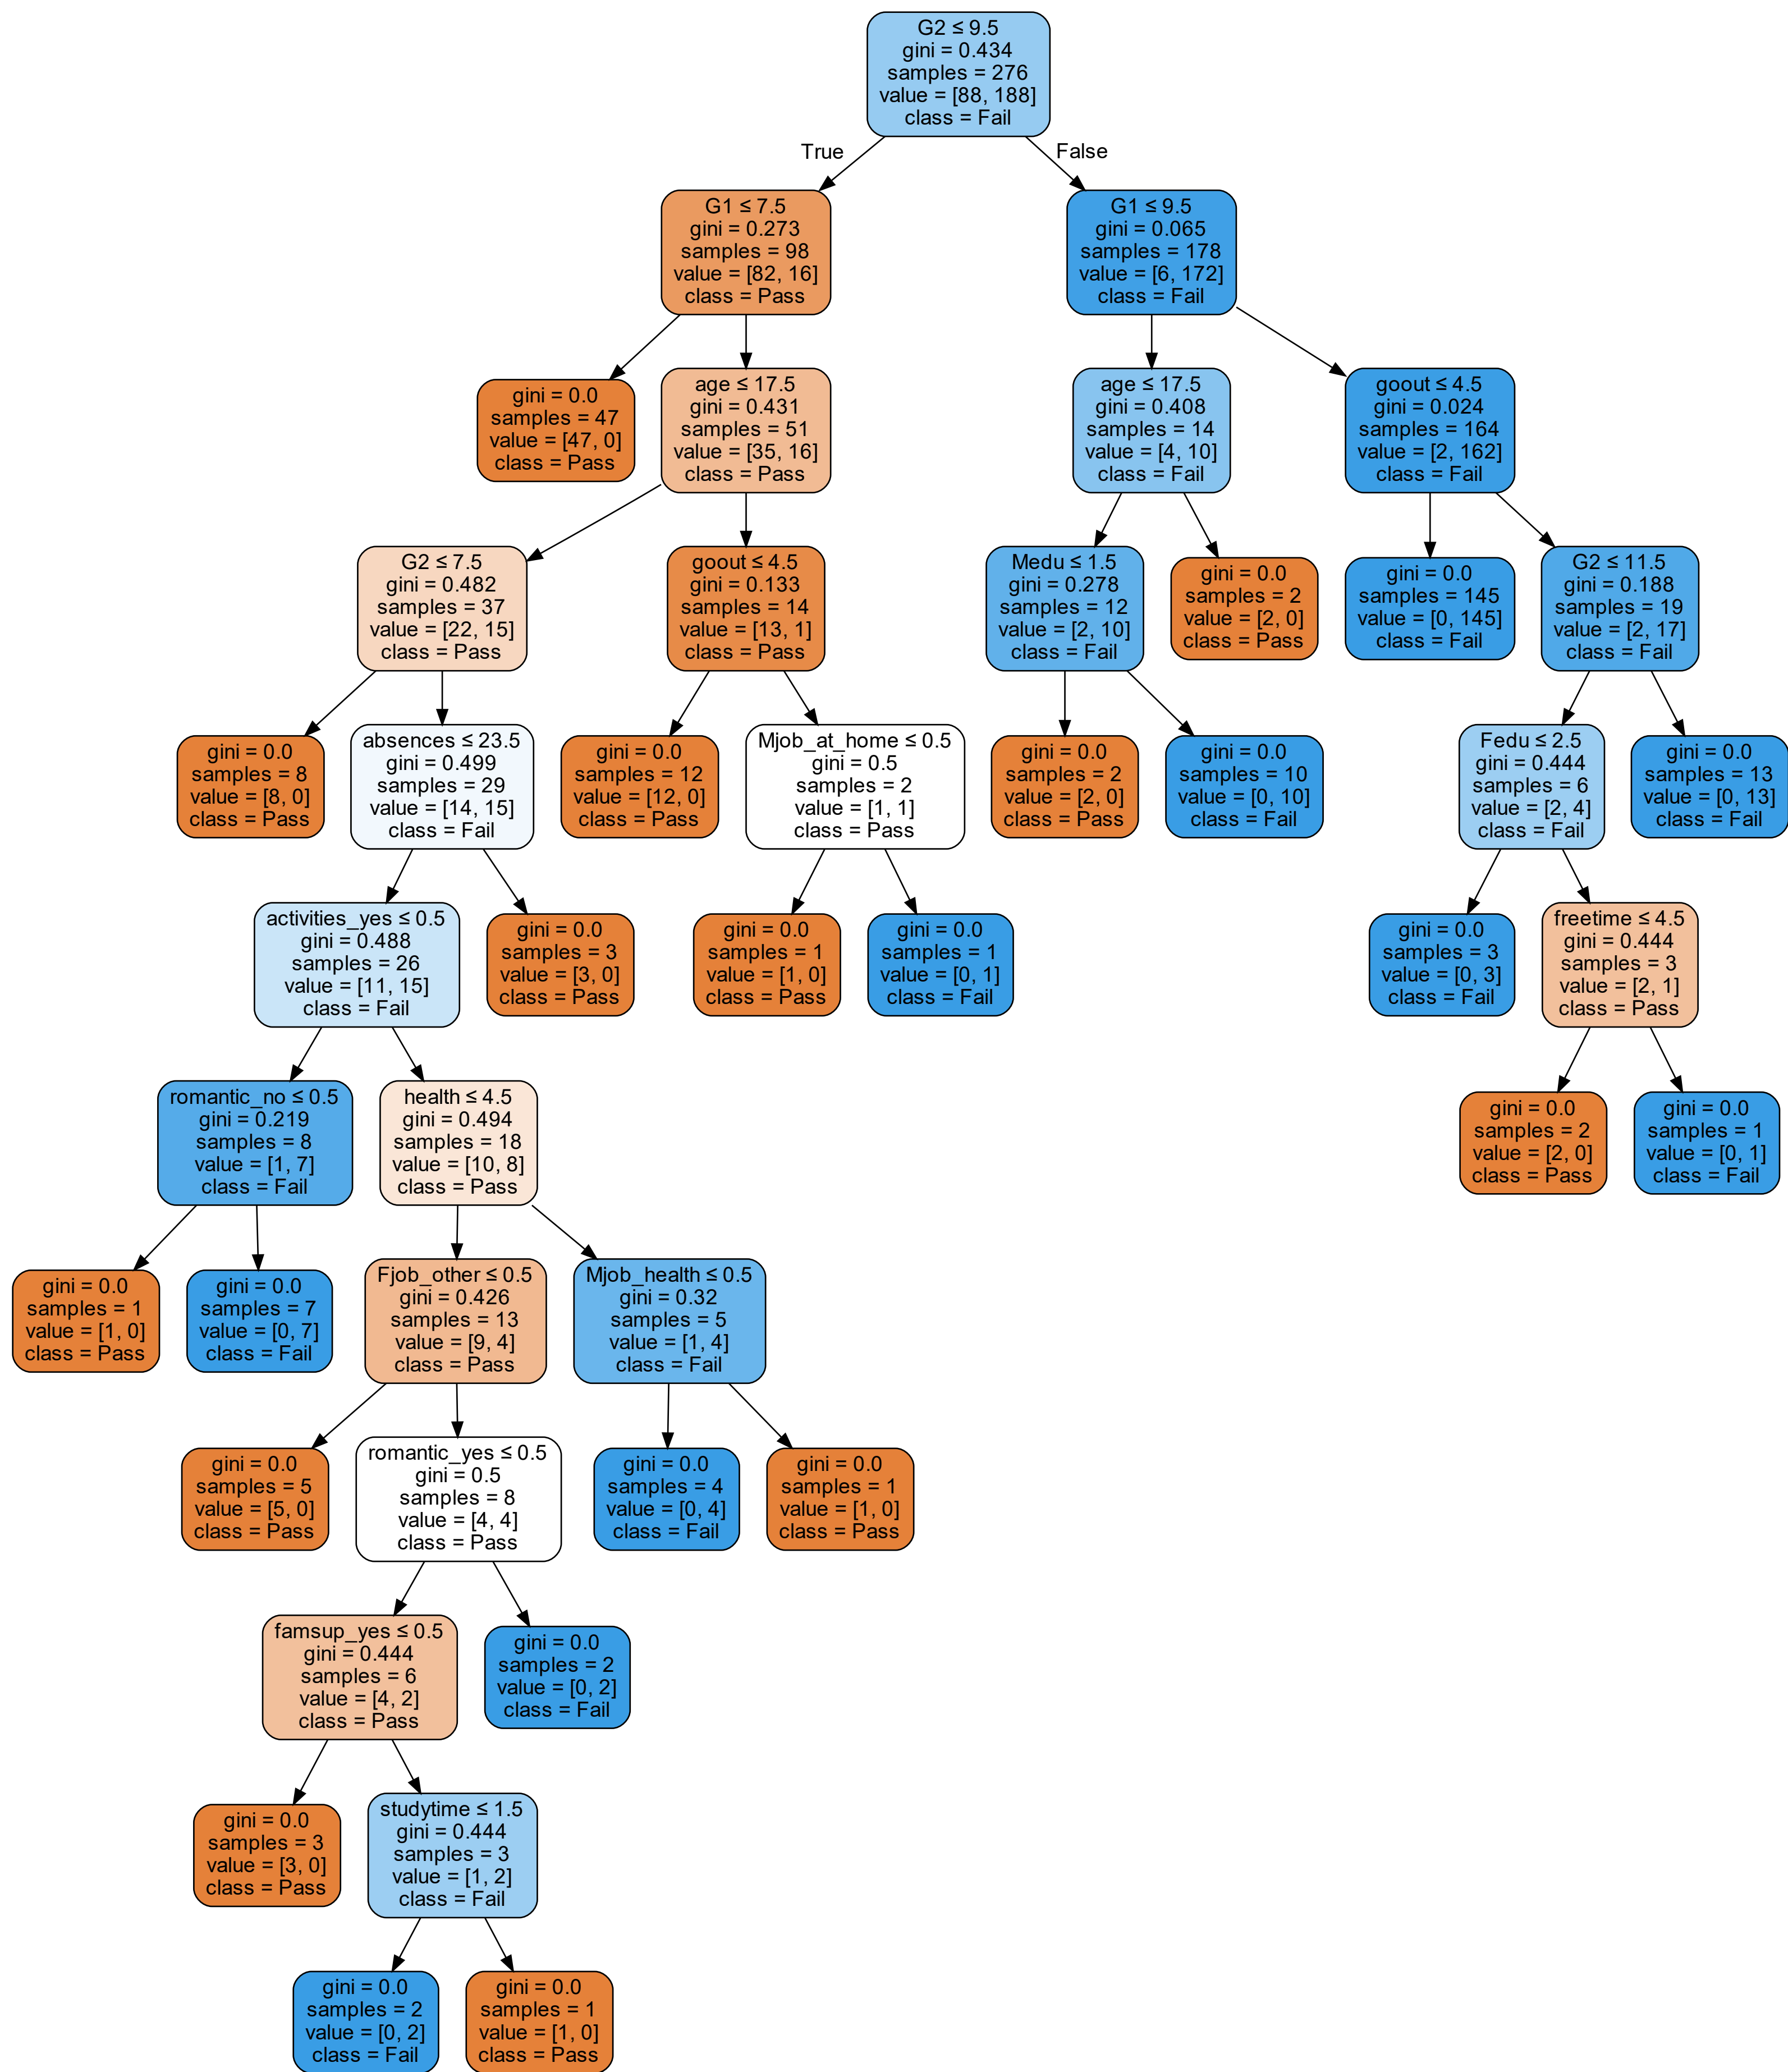 G2 ≤ 9.5
gini = 0.434
samples = 276
value = [88, 188]
class = Fail
True
False
G1 ≤ 7.5
gini = 0.273
samples = 98
value = [82, 16]
class = Pass
G1 ≤ 9.5
gini = 0.065
samples = 178
value = [6, 172]
class = Fail
gini = 0.0
samples = 47
value = [47, 0]
class = Pass
age ≤ 17.5
gini = 0.431
samples = 51
value = [35, 16]
class = Pass
age ≤ 17.5
gini = 0.408
samples = 14
value = [4, 10]
class = Fail
goout ≤ 4.5
gini = 0.024
samples = 164
value = [2, 162]
class = Fail
G2 ≤ 7.5
gini = 0.482
samples = 37
value = [22, 15]
class = Pass
goout ≤ 4.5
gini = 0.133
samples = 14
value = [13, 1]
class = Pass
Medu ≤ 1.5
gini = 0.278
samples = 12
value = [2, 10]
class = Fail
gini = 0.0
samples = 2
value = [2, 0]
class = Pass
gini = 0.0
samples = 145
value = [0, 145]
class = Fail
G2 ≤ 11.5
gini = 0.188
samples = 19
value = [2, 17]
class = Fail
gini = 0.0
samples = 8
value = [8, 0]
class = Pass
absences ≤ 23.5
gini = 0.499
samples = 29
value = [14, 15]
class = Fail
gini = 0.0
samples = 12
value = [12, 0]
class = Pass
Mjob_at_home ≤ 0.5
gini = 0.5
samples = 2
value = [1, 1]
class = Pass
gini = 0.0
samples = 2
value = [2, 0]
class = Pass
gini = 0.0
samples = 10
value = [0, 10]
class = Fail
Fedu ≤ 2.5
gini = 0.444
samples = 6
value = [2, 4]
class = Fail
gini = 0.0
samples = 13
value = [0, 13]
class = Fail
activities_yes ≤ 0.5
gini = 0.488
samples = 26
value = [11, 15]
class = Fail
gini = 0.0
samples = 3
value = [3, 0]
class = Pass
gini = 0.0
samples = 1
value = [1, 0]
class = Pass
gini = 0.0
samples = 1
value = [0, 1]
class = Fail
gini = 0.0
samples = 3
value = [0, 3]
class = Fail
freetime ≤ 4.5
gini = 0.444
samples = 3
value = [2, 1]
class = Pass
romantic_no ≤ 0.5
gini = 0.219
samples = 8
value = [1, 7]
class = Fail
health ≤ 4.5
gini = 0.494
samples = 18
value = [10, 8]
class = Pass
gini = 0.0
samples = 2
value = [2, 0]
class = Pass
gini = 0.0
samples = 1
value = [0, 1]
class = Fail
gini = 0.0
samples = 1
value = [1, 0]
class = Pass
gini = 0.0
samples = 7
value = [0, 7]
class = Fail
Fjob_other ≤ 0.5
gini = 0.426
samples = 13
value = [9, 4]
class = Pass
Mjob_health ≤ 0.5
gini = 0.32
samples = 5
value = [1, 4]
class = Fail
gini = 0.0
samples = 5
value = [5, 0]
class = Pass
romantic_yes ≤ 0.5
gini = 0.5
samples = 8
value = [4, 4]
class = Pass
gini = 0.0
samples = 4
value = [0, 4]
class = Fail
gini = 0.0
samples = 1
value = [1, 0]
class = Pass
famsup_yes ≤ 0.5
gini = 0.444
samples = 6
value = [4, 2]
class = Pass
gini = 0.0
samples = 2
value = [0, 2]
class = Fail
gini = 0.0
samples = 3
value = [3, 0]
class = Pass
studytime ≤ 1.5
gini = 0.444
samples = 3
value = [1, 2]
class = Fail
gini = 0.0
samples = 2
value = [0, 2]
class = Fail
gini = 0.0
samples = 1
value = [1, 0]
class = Pass